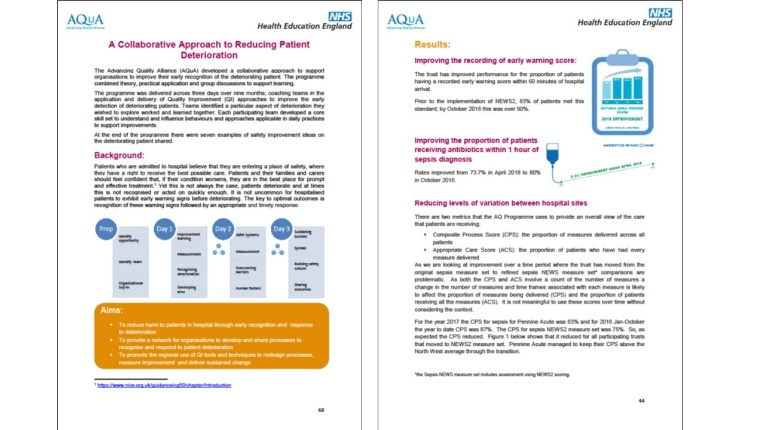 AQuA
Advancing Quality Alliance
NHS
Health Education England
A Collaborative Approach to Reducing Patient
Deterioration
The Advancing Quality Alliance (AQuA) developed a collaborative approach to support
organisations to improve their early recognition of the deteriorating patient. The programme
combined theory, practical application and group discussions to support learning.
The programme was delivered across three days over nine months, coaching teams in the
application and delivery of Quality Improvement (QI) approaches to improve the early
detection of deteriorating patients. Teams identified a particular aspect of deterioration they
wished to explore and learned together. Each participating team developed a core
skill set to understand and influence behaviours and approaches applicable in daily practices
to support improvements.
At the end of the programme there were seven examples of safety improvement ideas on
the deteriorating patient shared.
Background:
Patients who are admitted to hospital believe that they are entering a place of safety, where
they have a right to receive the best possible care. Patients and their families and carers
should feel confident that, if their condition worsens, they are in the best place for prompt
and effective treatment.¹ Yet this is not always the case, patients deteriorate and at times
this is not recognised or acted on quickly enough. It is not uncommon for hospitalised
patients to exhibit early warning signs before deteriorating. The key to optimal outcomes is
recognition of these warning signs followed by an appropriate and timely response.
Prep
Identify
opportunity
Identify team
Organisational
buy-in
Day 1
Improvement
learning
Measurement
Recognising
deterioration
Developing
aims
Day 2
Safer Systems
Measurement
Overcoming
barriers
Human Factors
Day 3
Sustaining
success
Spread
Building safety
culture
Sharing
outcomes
Aims:
• To reduce harm to patients in hospital through early recognition and response
to deterioration
• To provide a network for organisations to develop and share processes to
recognise and respond to patient deterioration
• To promote the regional use of QI tools and techniques to redesign processes,
measure improvement and deliver sustained change
¹ https://www.nice.org.uk/guidance/cg50/chapter/Introduction
AQuA
Advancing Quality Alliance
NHS
Health Education England
Results:
Improving the recording of early warning score:
The trust has improved performance for the proportion of patients
having a recorded early warning score within 60 minutes of hospital
arrival.
Prior to the implementation of NEWS2, 83% of patients met this
standard; by October 2018 this was over 90%.
2018 IMPROVEMENT
Improving the proportion of patients
receiving antibiotics within 1 hour of
sepsis diagnosis
ANTIBIOTICS WITHIN 1 HOUR
Rates improved from 73.7% in April 2018 to 80%
in October 2018.
IMPROVEMENT SINCE APRIL 2018
Reducing levels of variation between hospital sites
There are two metrics that the AQ Programme uses to provide an overall view of the care
that patients are receiving:
• Composite Process Score (CPS): the proportion of measures delivered across all
patients
• Appropriate Care Score (ACS): the proportion of patients who have had every
measure delivered
As we are looking at improvement over a time period where the trust has moved from the
original sepsis measure set to refined sepsis NEWS measure set* comparisons are
problematic. As both the CPS and ACS involve a count of the number of measures a
change in the number of measures and time frames associated with each measure is likely
to affect the proportion of measures being delivered (CPS) and the proportion of patients
receiving all the measures (ACS). It is not meaningful to use these scores over time without
considering the context.
For the year 2017 the CPS for sepsis for Pennine Acute was 83% and for 2018 Jan-October
the year to date CPS was 87%. The CPS for sepsis NEWS2 measure set was 75%. So, as
expected the CPS reduced. Figure 1 below shows that it reduced for all participating trusts
that moved to NEWS2 measure set. Pennine Acute managed to keep their CPS above the
North West average through the transition.
*the Sepsis NEWS measure set includes assessment using NEWS2 scoring.
44